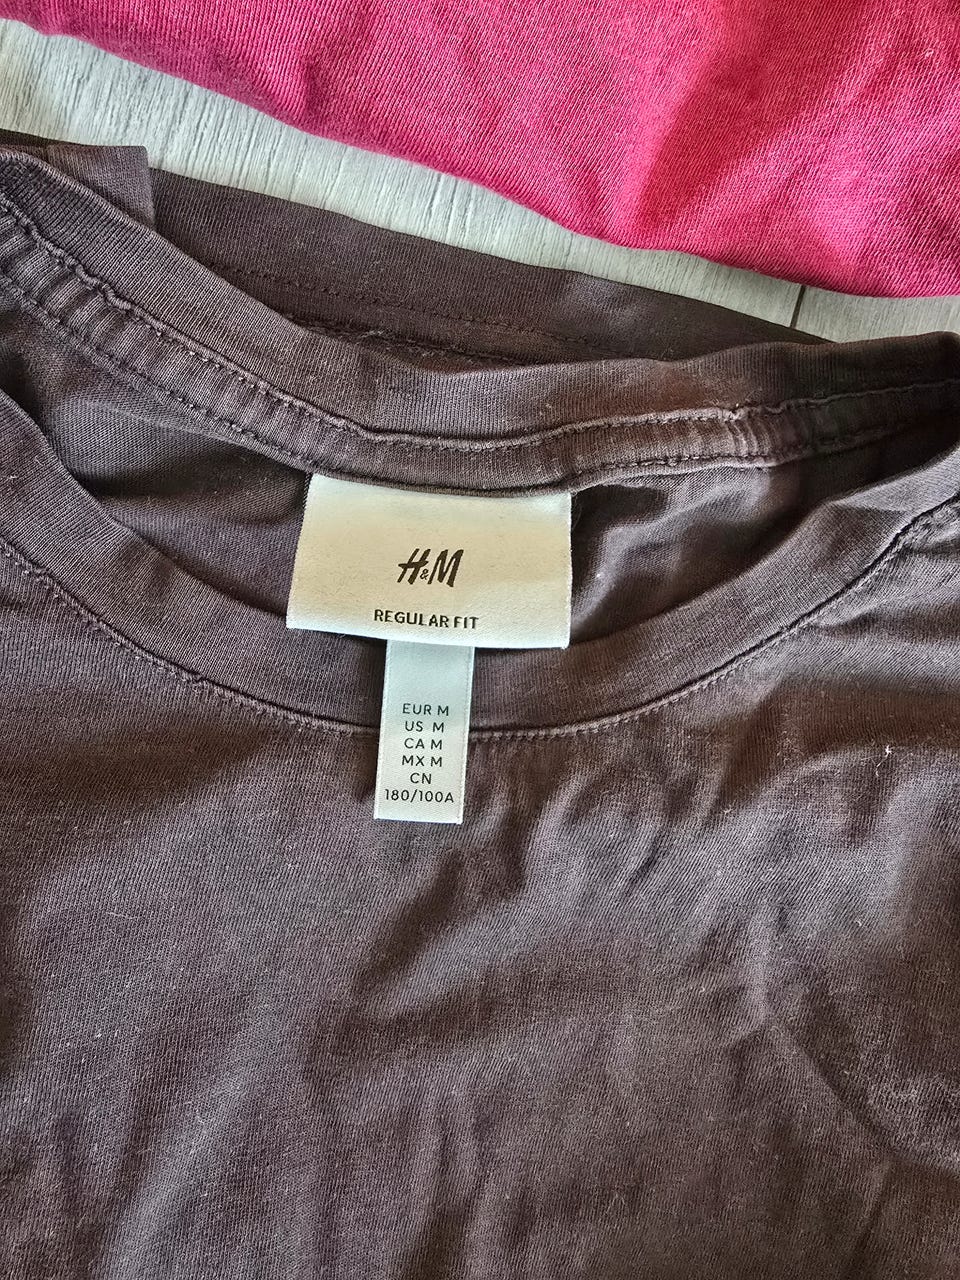 H&M
REGULAR FIT
EUR M
US M
CA M
MX M
CN
180/100A